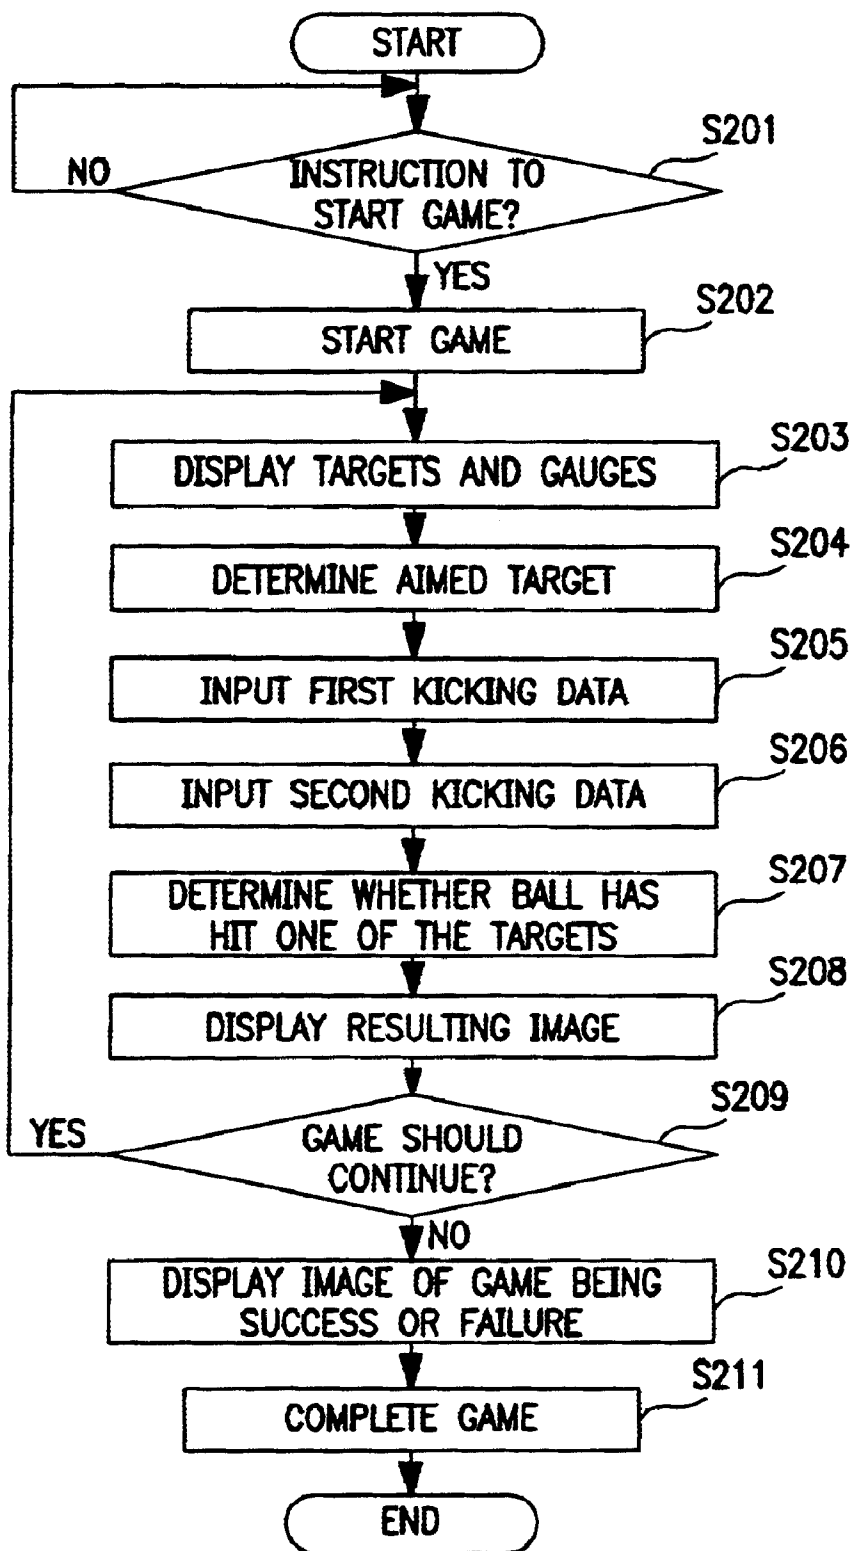 START
S201
NO
INSTRUCTION TO
START GAME?
YES
S202
START GAME
S203
DISPLAY TARGETS AND GAUGES
S204
DETERMINE AIMED TARGET
S205
INPUT FIRST KICKING DATA
S206
INPUT SECOND KICKING DATA
S207
DETERMINE WHETHER BALL HAS
HIT ONE OF THE TARGETS
S208
DISPLAY RESULTING IMAGE
S209
YES
GAME SHOULD
CONTINUE?
NO
S210
DISPLAY IMAGE OF GAME BEING
SUCCESS OR FAILURE
S211
COMPLETE GAME
END